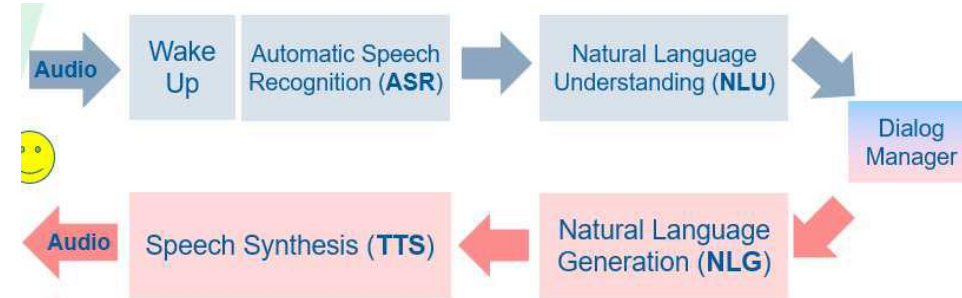 Audio
Wake
Up
Automatic Speech
Recognition (ASR)
Natural Language
Understanding (NLU)
Dialog
Manager
Audio
Speech Synthesis (TTS)
Natural Language
Generation (NLG)